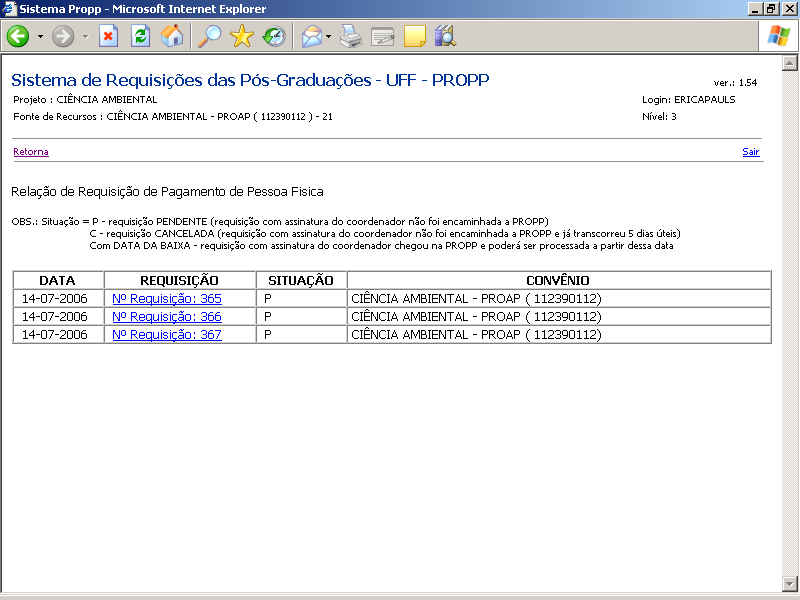 Sistema Propp - Microsoft Internet Explorer
Sistema de Requisições das Pós-Graduações - UFF - PROPP
ver.: 1.54
Projeto : CIÊNCIA AMBIENTAL
Login: ERICAPAULS
Fonte de Recursos : CIÊNCIA AMBIENTAL - PROAP ( 112390112 ) - 21
Nível: 3
Retorna
Sair
Relação de Requisição de Pagamento de Pessoa Fisica
OBS.: Situação = P - requisição PENDENTE (requisição com assinatura do coordenador não foi encaminhada a PROPP)
C - requisição CANCELADA (requisição com assinatura do coordenador não foi encaminhada a PROPP e já transcorreu 5 dias úteis)
Com DATA DA BAIXA - requisição com assinatura do coordenador chegou na PROPP e poderá ser processada a partir dessa data
DATA REQUISIÇÃO SITUAÇÃO CONVÊNIO
14-07-2006 Nº Requisição: 365 P CIÊNCIA AMBIENTAL - PROAP ( 112390112)
14-07-2006 Nº Requisição: 366 P CIÊNCIA AMBIENTAL - PROAP ( 112390112)
14-07-2006 Nº Requisição: 367 P CIÊNCIA AMBIENTAL - PROAP ( 112390112)